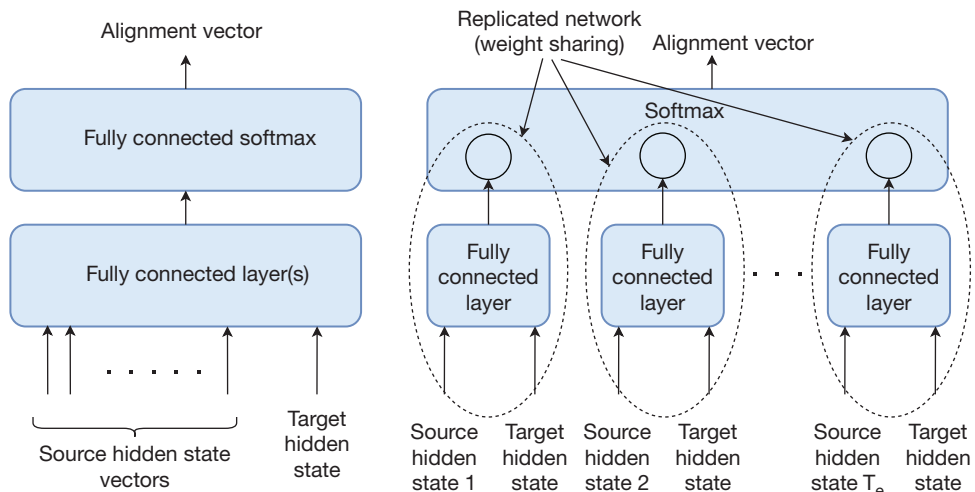 Alignment vector
Fully connected softmax
Fully connected layer(s)
Source hidden state
vectors
Target
hidden
state
Replicated network
(weight sharing)
Alignment vector
Softmax
Fully
connected
layer
Fully
connected
layer
Fully
connected
layer
Source
hidden
state 1
Target
hidden
state
Source
hidden
state 2
Target
hidden
state
Source
hidden
state Te
Target
hidden
state